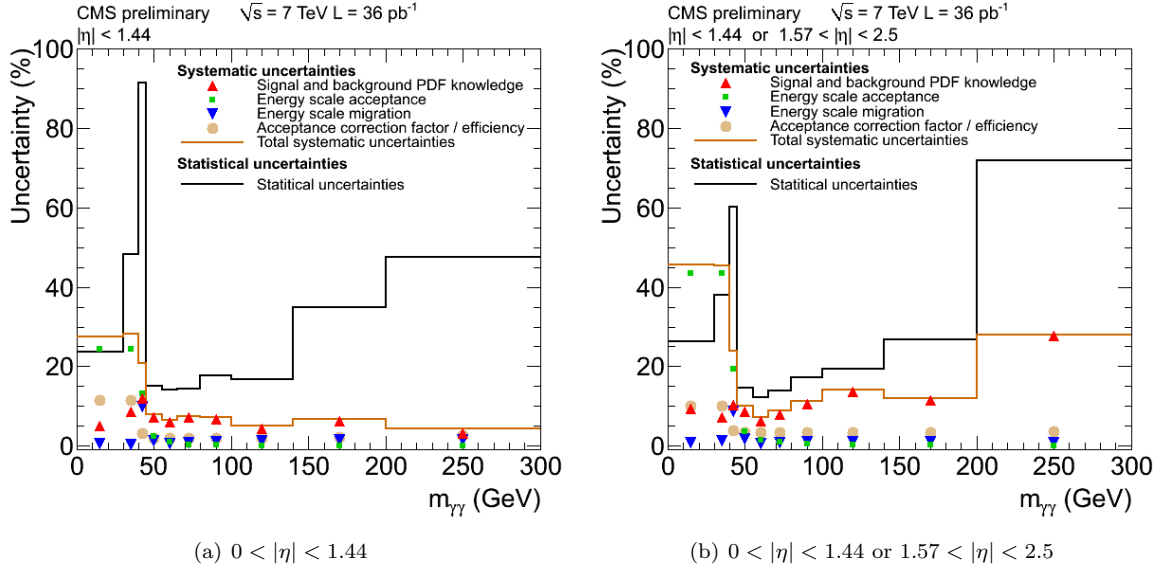 CMS preliminary √s = 7 TeV L = 36 pb⁻¹
|η| < 1.44
Uncertainty (%)
100
80
60
40
20
0
Systematic uncertainties
Signal and background PDF knowledge
Energy scale acceptance
Energy scale migration
Acceptance correction factor / efficiency
Total systematic uncertainties
Statistical uncertainties
Statitical uncertainties
0 50 100 150 200 250 300
mγγ (GeV)
(a) 0 < |η| < 1.44
CMS preliminary √s = 7 TeV L = 36 pb⁻¹
|η| < 1.44 or 1.57 < |η| < 2.5
Uncertainty (%)
100
80
60
40
20
0
Systematic uncertainties
Signal and background PDF knowledge
Energy scale acceptance
Energy scale migration
Acceptance correction factor / efficiency
Total systematic uncertainties
Statistical uncertainties
Statitical uncertainties
0 50 100 150 200 250 300
mγγ (GeV)
(b) 0 < |η| < 1.44 or 1.57 < |η| < 2.5